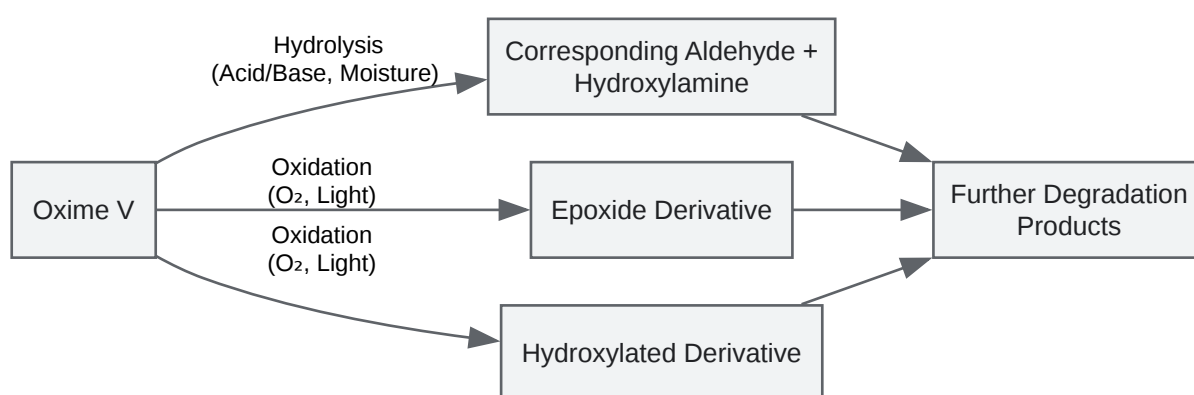 Hydrolysis
(Acid/Base, Moisture)
Corresponding Aldehyde +
Hydroxylamine
Oxime V
Oxidation
(O₂, Light)
Epoxide Derivative
Further Degradation
Products
Oxidation
(O₂, Light)
Hydroxylated Derivative